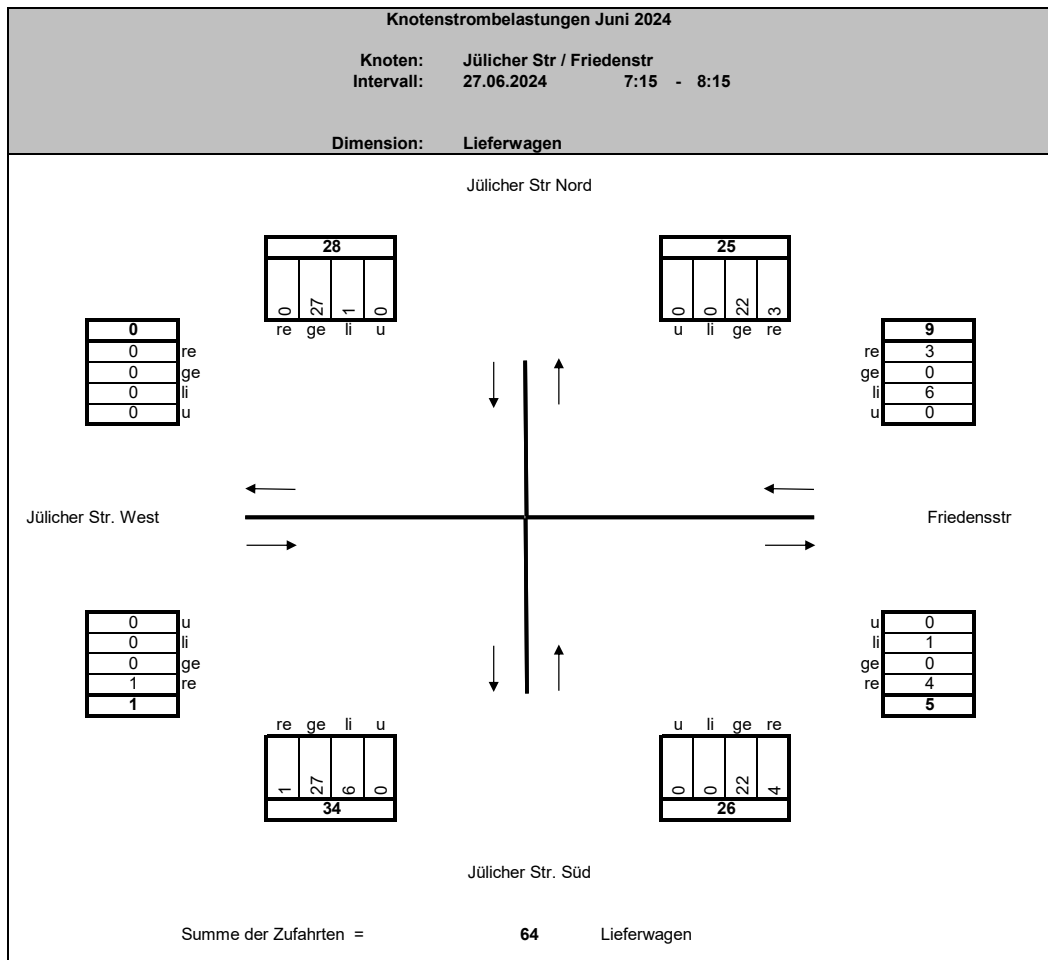 Knotenstrombelastungen Juni 2024
Knoten: Jülicher Str / Friedenstr
Intervall: 27.06.2024 7:15 - 8:15
Dimension: Lieferwagen
Jülicher Str Nord
28
0 27 1 0
re ge li u
25
0 0 22 3
u li ge re
0
0 re
0 ge
0 li
0 u
9
re 3
ge 0
li 6
u 0
Jülicher Str. West
Friedensstr
0 u
0 li
0 ge
1 re
1
u 0
li 1
ge 0
re 4
5
re ge li u
1 27 6 0
34
u li ge re
0 0 22 4
26
Jülicher Str. Süd
Summe der Zufahrten = 64 Lieferwagen